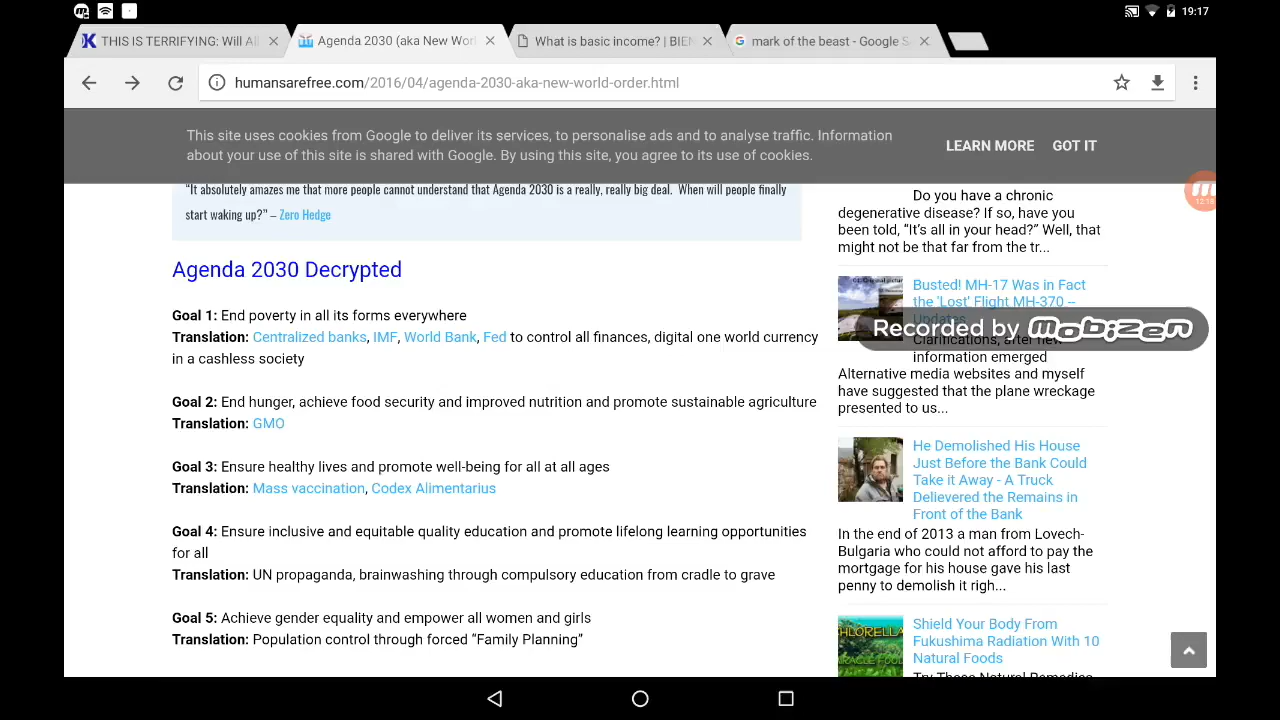 19:17
THIS IS TERRIFYING: Will All
Agenda 2030 (aka New Worl
What is basic income? | BIEN
mark of the beast - Google S
humansarefree.com/2016/04/agenda-2030-aka-new-world-order.html
This site uses cookies from Google to deliver its services, to personalise ads and to analyse traffic. Information
about your use of this site is shared with Google. By using this site, you agree to its use of cookies.
LEARN MORE
GOT IT
"It absolutely amazes me that more people cannot understand that Agenda 2030 is a really, really big deal. When will people finally
start waking up?" – Zero Hedge
Agenda 2030 Decrypted
Goal 1: End poverty in all its forms everywhere
Translation: Centralized banks, IMF, World Bank, Fed to control all finances, digital one world currency
in a cashless society
Goal 2: End hunger, achieve food security and improved nutrition and promote sustainable agriculture
Translation: GMO
Goal 3: Ensure healthy lives and promote well-being for all at all ages
Translation: Mass vaccination, Codex Alimentarius
Goal 4: Ensure inclusive and equitable quality education and promote lifelong learning opportunities
for all
Translation: UN propaganda, brainwashing through compulsory education from cradle to grave
Goal 5: Achieve gender equality and empower all women and girls
Translation: Population control through forced “Family Planning”
Do you have a chronic
degenerative disease? If so, have you
been told, “It's all in your head?” Well, that
might not be that far from the tr...
Busted! MH-17 Was in Fact
the 'Lost' Flight MH-370 --
Updates
Recorded by mobizen
Clarifications, after new
information emerged
Alternative media websites and myself
have suggested that the plane wreckage
presented to us...
He Demolished His House
Just Before the Bank Could
Take it Away - A Truck
Delievered the Remains in
Front of the Bank
In the end of 2013 a man from Lovech-
Bulgaria who could not afford to pay the
mortgage for his house gave his last
penny to demolish it righ...
Shield Your Body From
Fukushima Radiation With 10
Natural Foods
Try These Natural Remedies
12:18